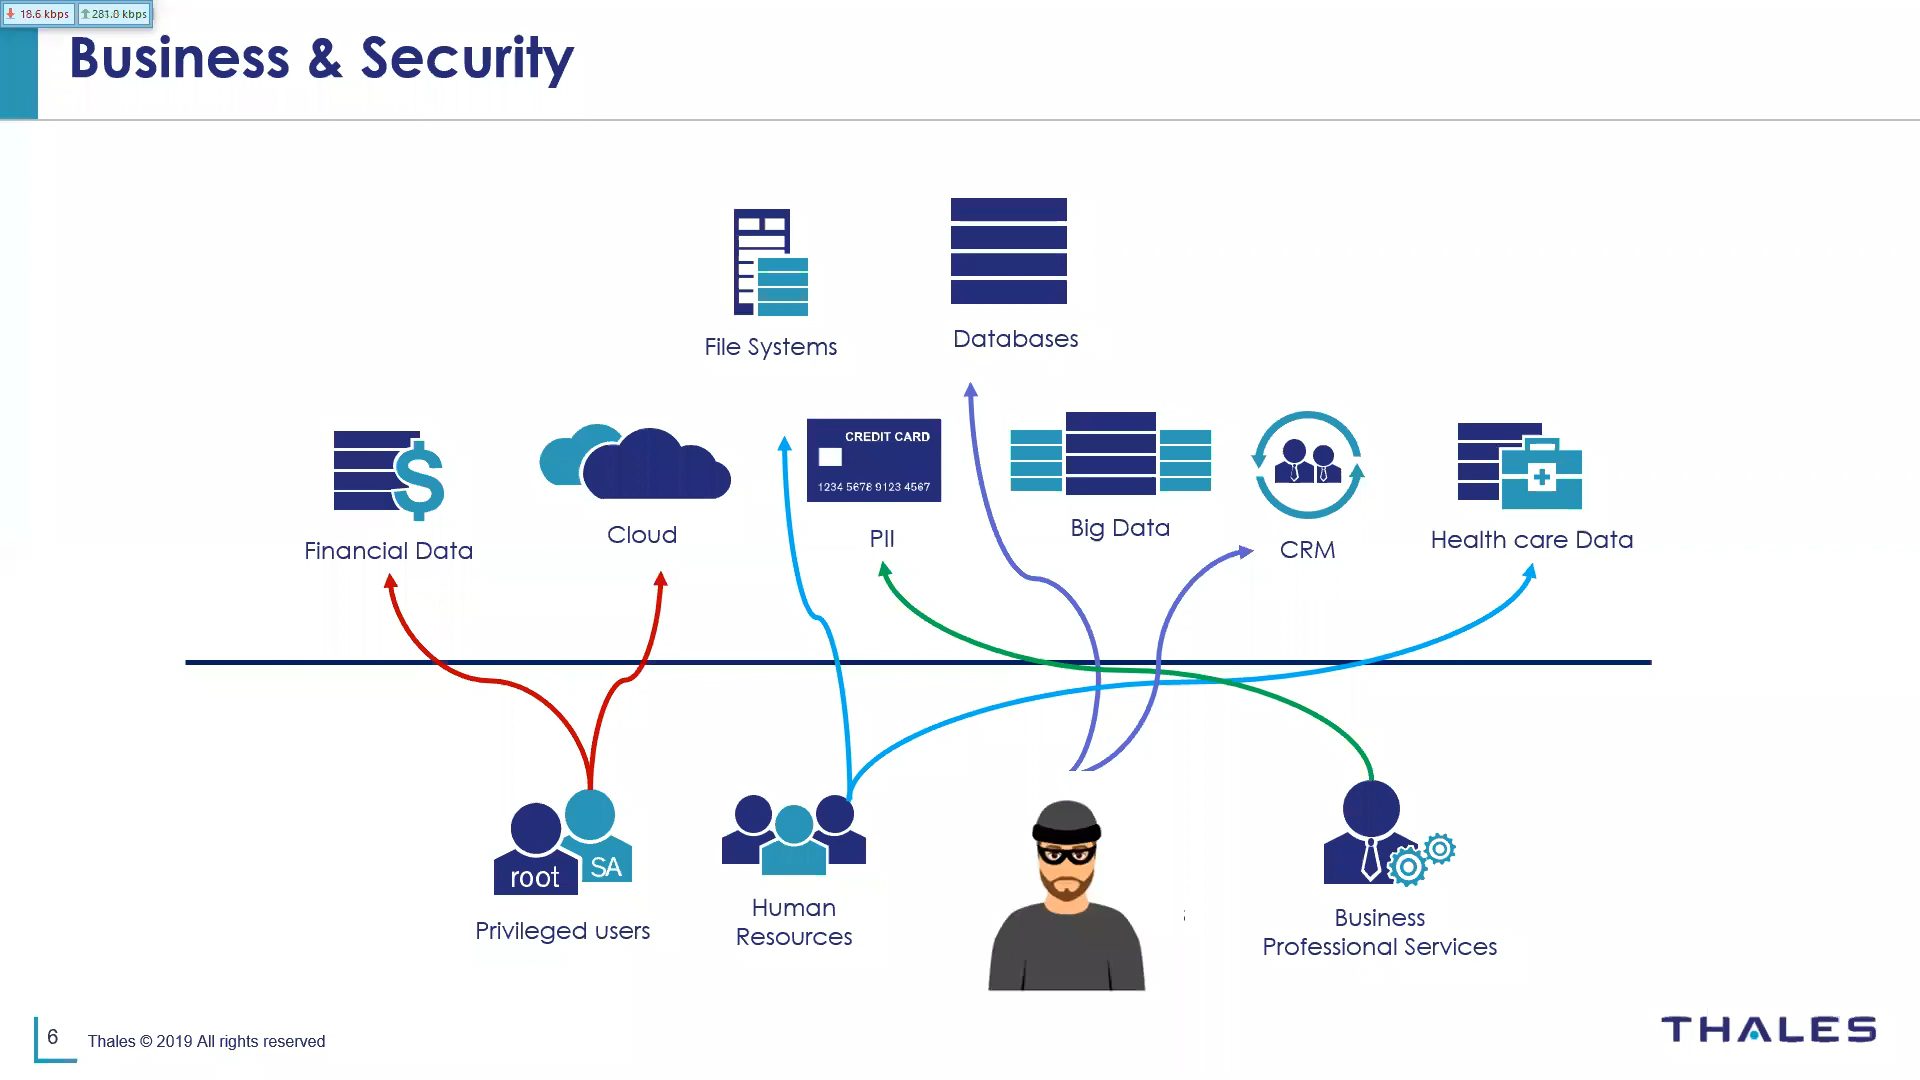 18.6 kbps 281.0 kbps
Business & Security
File Systems
Databases
CREDIT CARD
1234 5678 9123 4567
Financial Data
Cloud
PII
Big Data
CRM
Health care Data
root
SA
Privileged users
Human
Resources
Business
Professional Services
6
Thales © 2019 All rights reserved
THALES